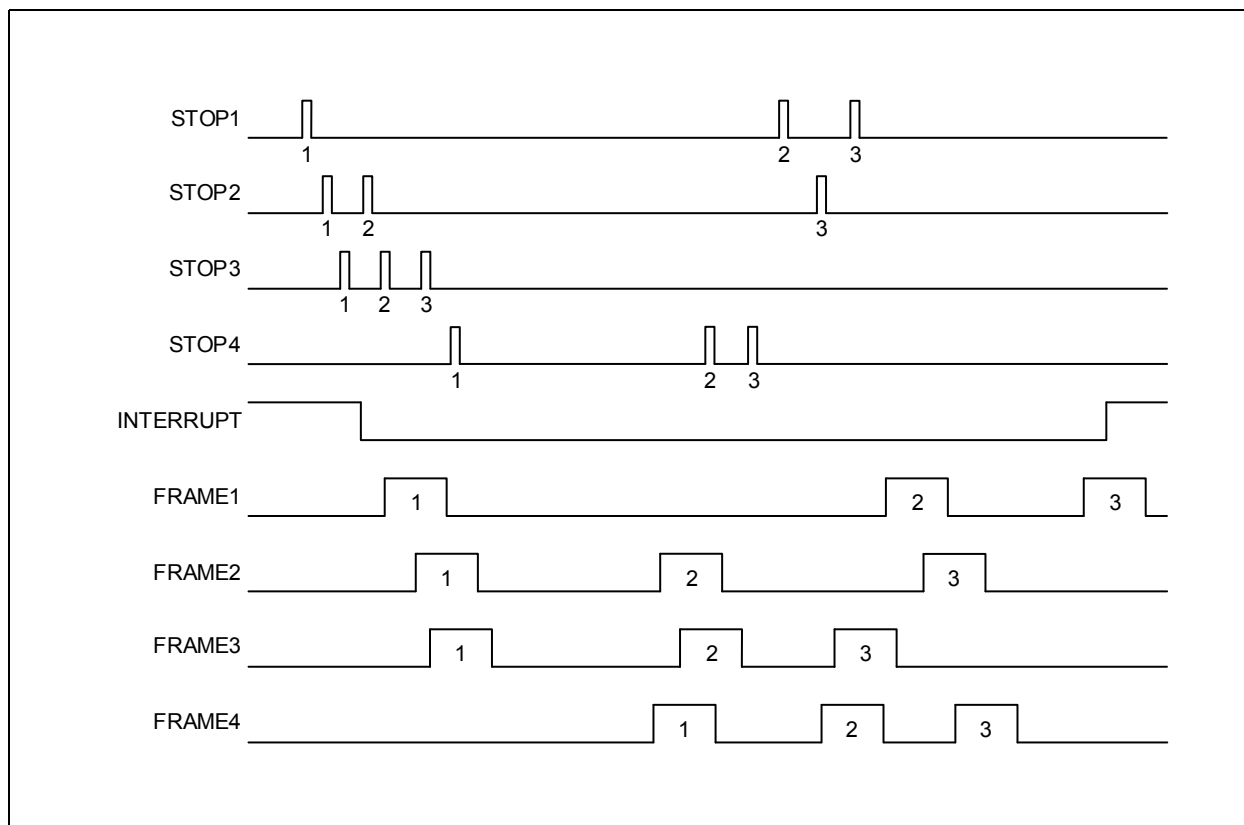 STOP1
1 2 3
STOP2
1 2 3
STOP3
1 2 3
STOP4
1 2 3
INTERRUPT
FRAME1 1 2 3
FRAME2 1 2 3
FRAME3 1 2 3
FRAME4 1 2 3